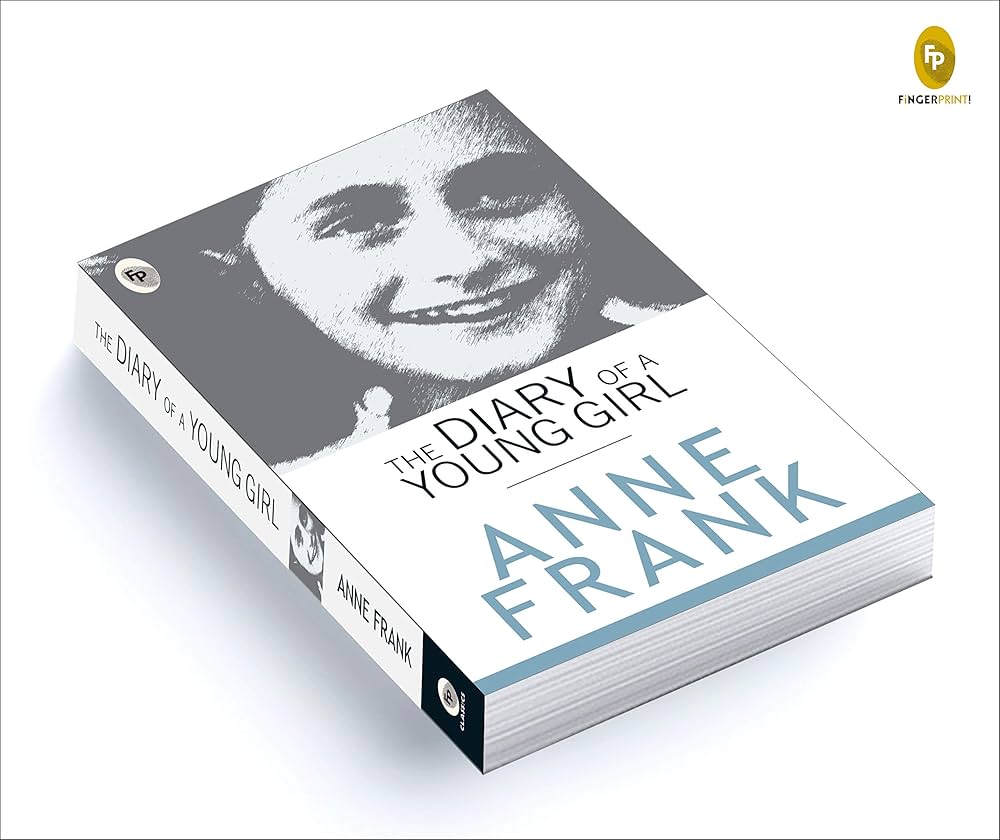 FP
FiNGERPRINT!
FP
THE DIARY OF A
YOUNG GIRL
ANNE
FRANK
THE DIARY OF A YOUNG GIRL
ANNE FRANK
FP
CLASSICS